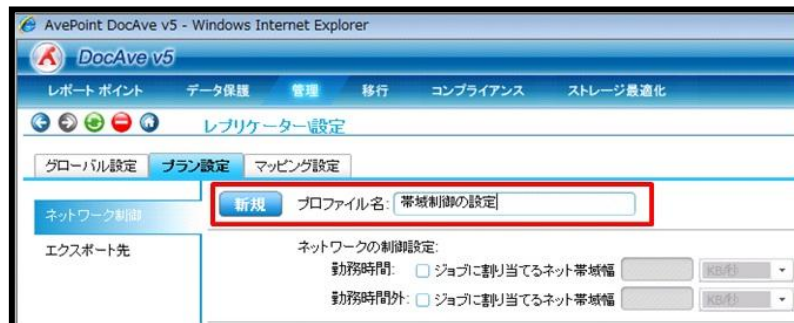 AvePoint DocAve v5 - Windows Internet Explorer
DocAve v5
レポート ポイント データ保護 管理 移行 コンプライアンス ストレージ最適化
レプリケーター\設定
グローバル設定 プラン設定 マッピング設定
ネットワーク制御
エクスポート先
新規 プロファイル名: 帯域制御の設定
ネットワークの制御設定:
勤務時間: ジョブに割り当てるネット帯域幅 KB/秒
勤務時間外: ジョブに割り当てるネット帯域幅 KB/秒